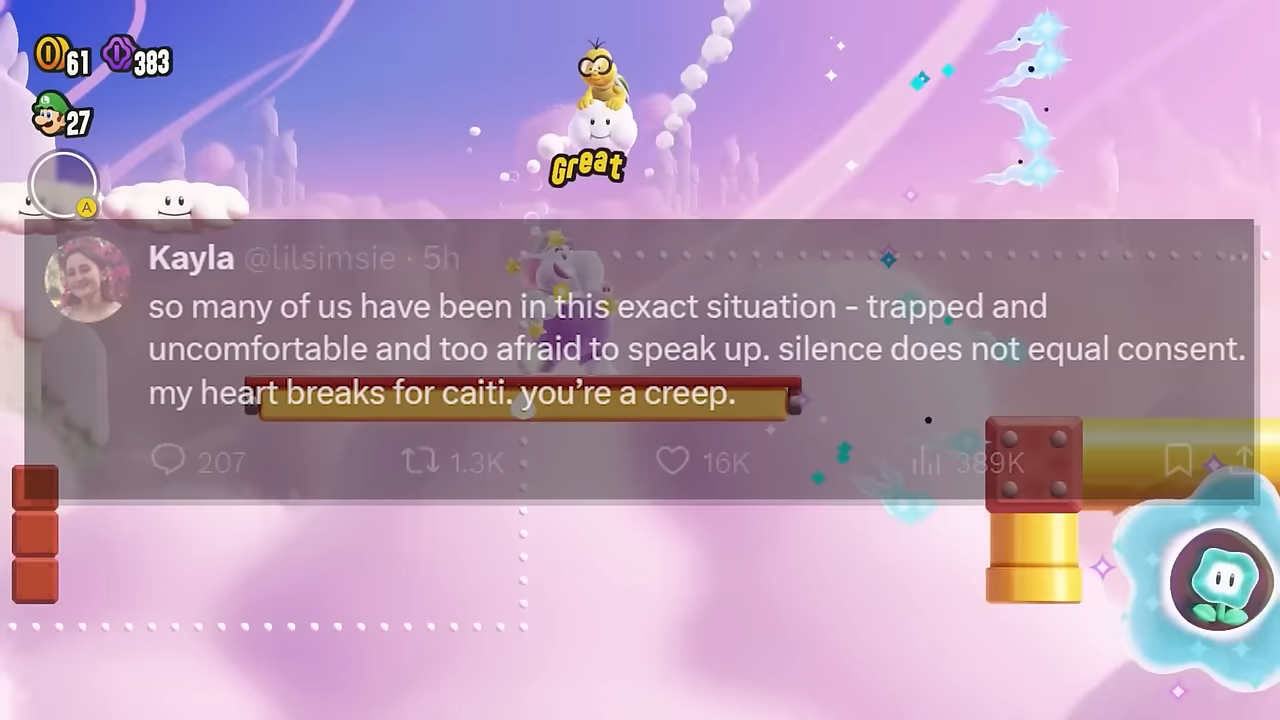 61 383
27
A
Great
Kayla @lilsimsie · 5h
so many of us have been in this exact situation - trapped and
uncomfortable and too afraid to speak up. silence does not equal consent.
my heart breaks for caiti. you’re a creep.
207 1.3K 16K 389K